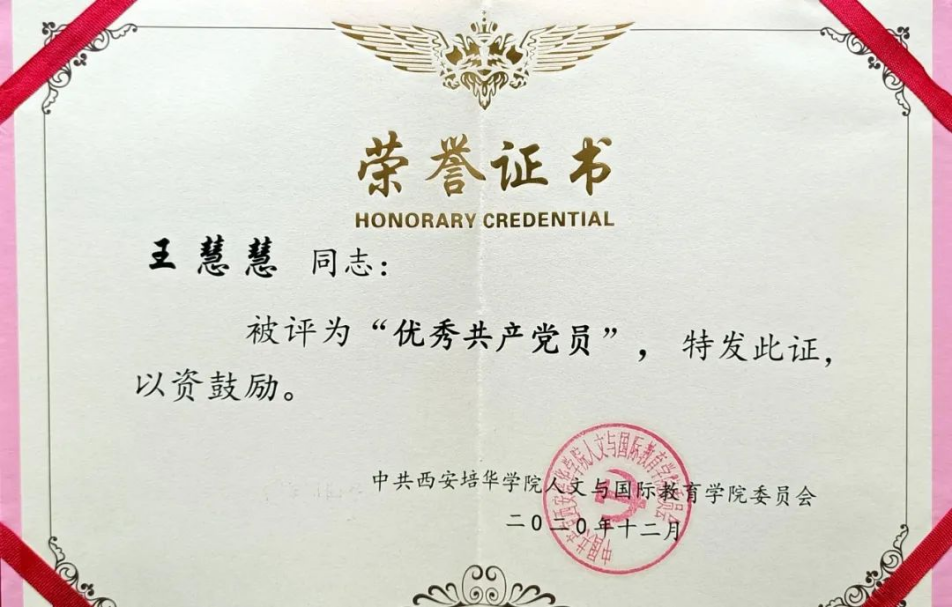 荣誉证书
HONORARY CREDENTIAL
王慧慧 同志：
被评为“优秀共产党员”，特发此证，
以资鼓励。
中共西安培华学院人文与国际教育学院委员会
二〇二〇年十二月